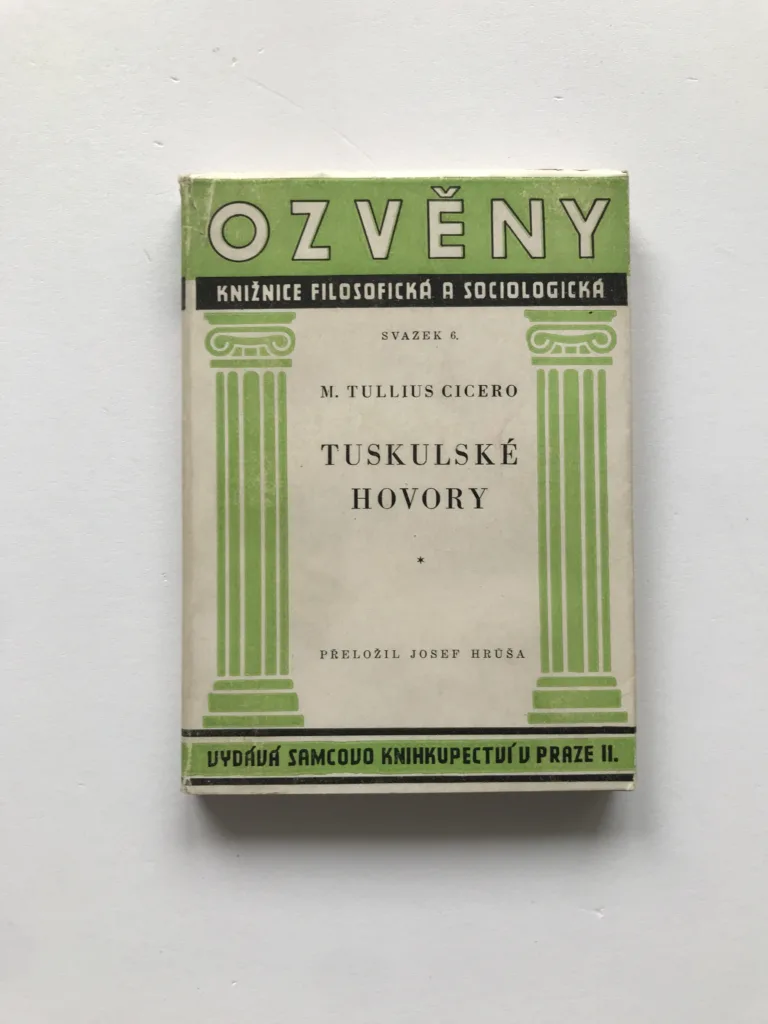 OZVĚNY
KNIŽNICE FILOSOFICKÁ A SOCIOLOGICKÁ
SVAZEK 6.
M. TULLIUS CICERO
TUSKULSKÉ
HOVORY
*
PŘELOŽIL JOSEF HRŮŠA
VYDÁVÁ SAMCOVO KNIHKUPECTVÍ V PRAZE II.